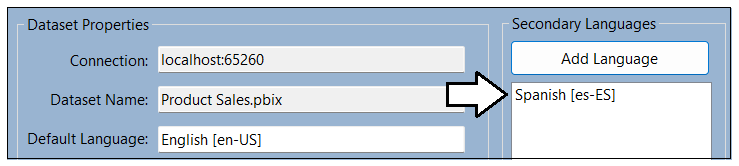 Dataset Properties
Connection: localhost:65260
Dataset Name: Product Sales.pbix
Default Language: English [en-US]
Secondary Languages
Add Language
Spanish [es-ES]